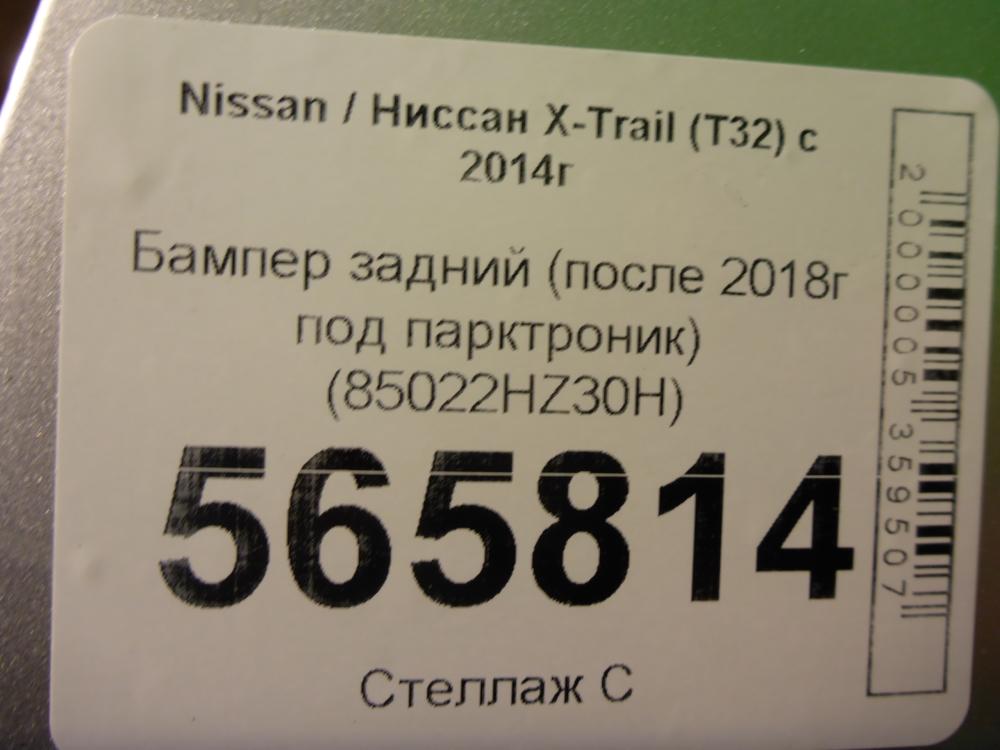 Nissan / Ниссан X-Trail (T32) с
2014г
Бампер задний (после 2018г
под парктроник)
(85022HZ30H)
565814
Стеллаж С
2000005359507